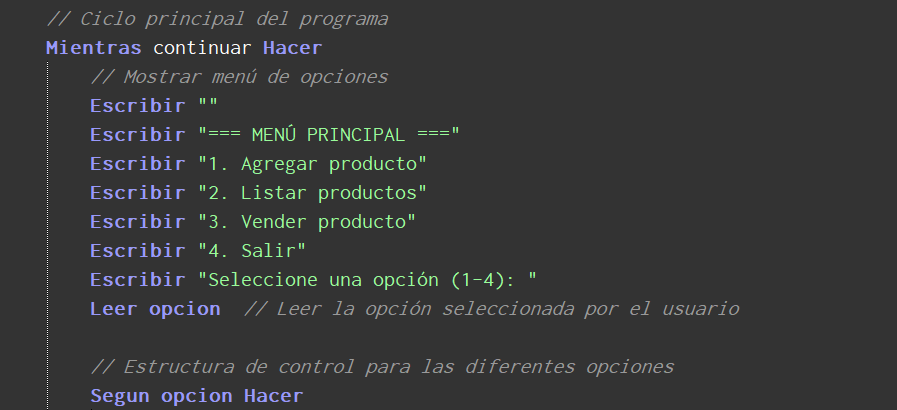 // Ciclo principal del programa
Mientras continuar Hacer
// Mostrar menú de opciones
Escribir ""
Escribir "=== MENÚ PRINCIPAL ==="
Escribir "1. Agregar producto"
Escribir "2. Listar productos"
Escribir "3. Vender producto"
Escribir "4. Salir"
Escribir "Seleccione una opción (1-4): "
Leer opcion // Leer la opción seleccionada por el usuario
// Estructura de control para las diferentes opciones
Segun opcion Hacer